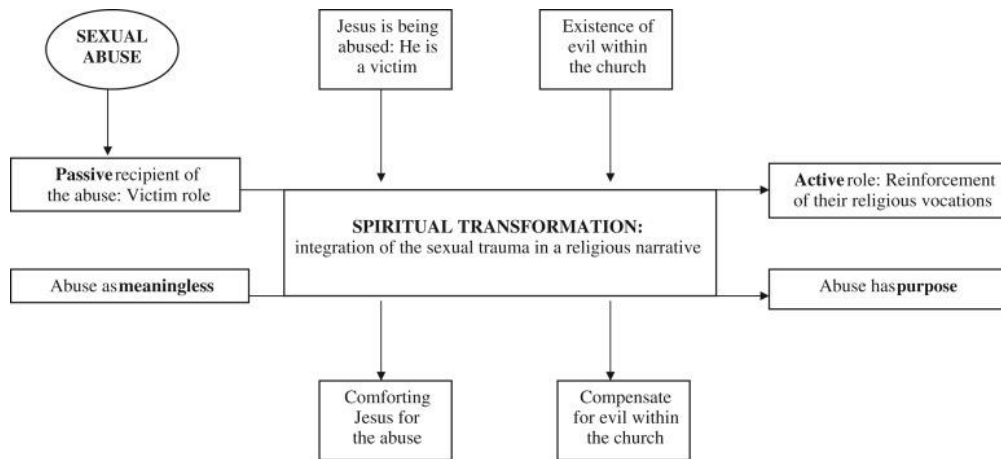 SEXUAL
ABUSE
Jesus is being
abused: He is
a victim
Existence of
evil within
the church
Passive recipient of
the abuse: Victim role
Active role: Reinforcement
of their religious vocations
SPIRITUAL TRANSFORMATION:
integration of the sexual trauma in a religious narrative
Abuse as meaningless
Abuse has purpose
Comforting
Jesus for
the abuse
Compensate
for evil within
the church